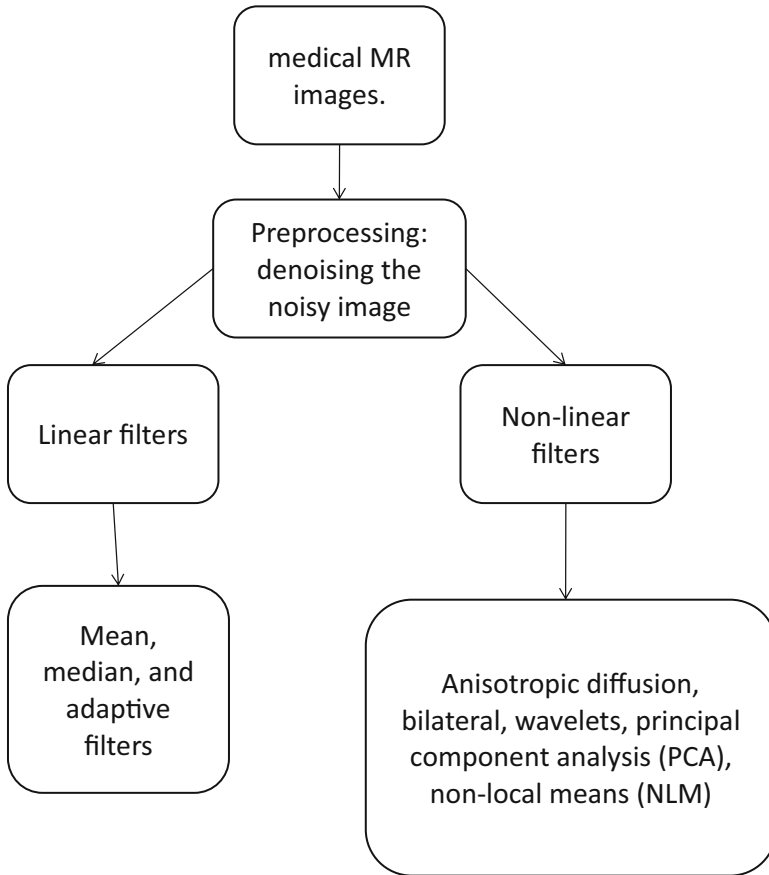 medical MR
images.
Preprocessing:
denoising the
noisy image
Linear filters
Non-linear
filters
Mean,
median, and
adaptive
filters
Anisotropic diffusion,
bilateral, wavelets, principal
component analysis (PCA),
non-local means (NLM)